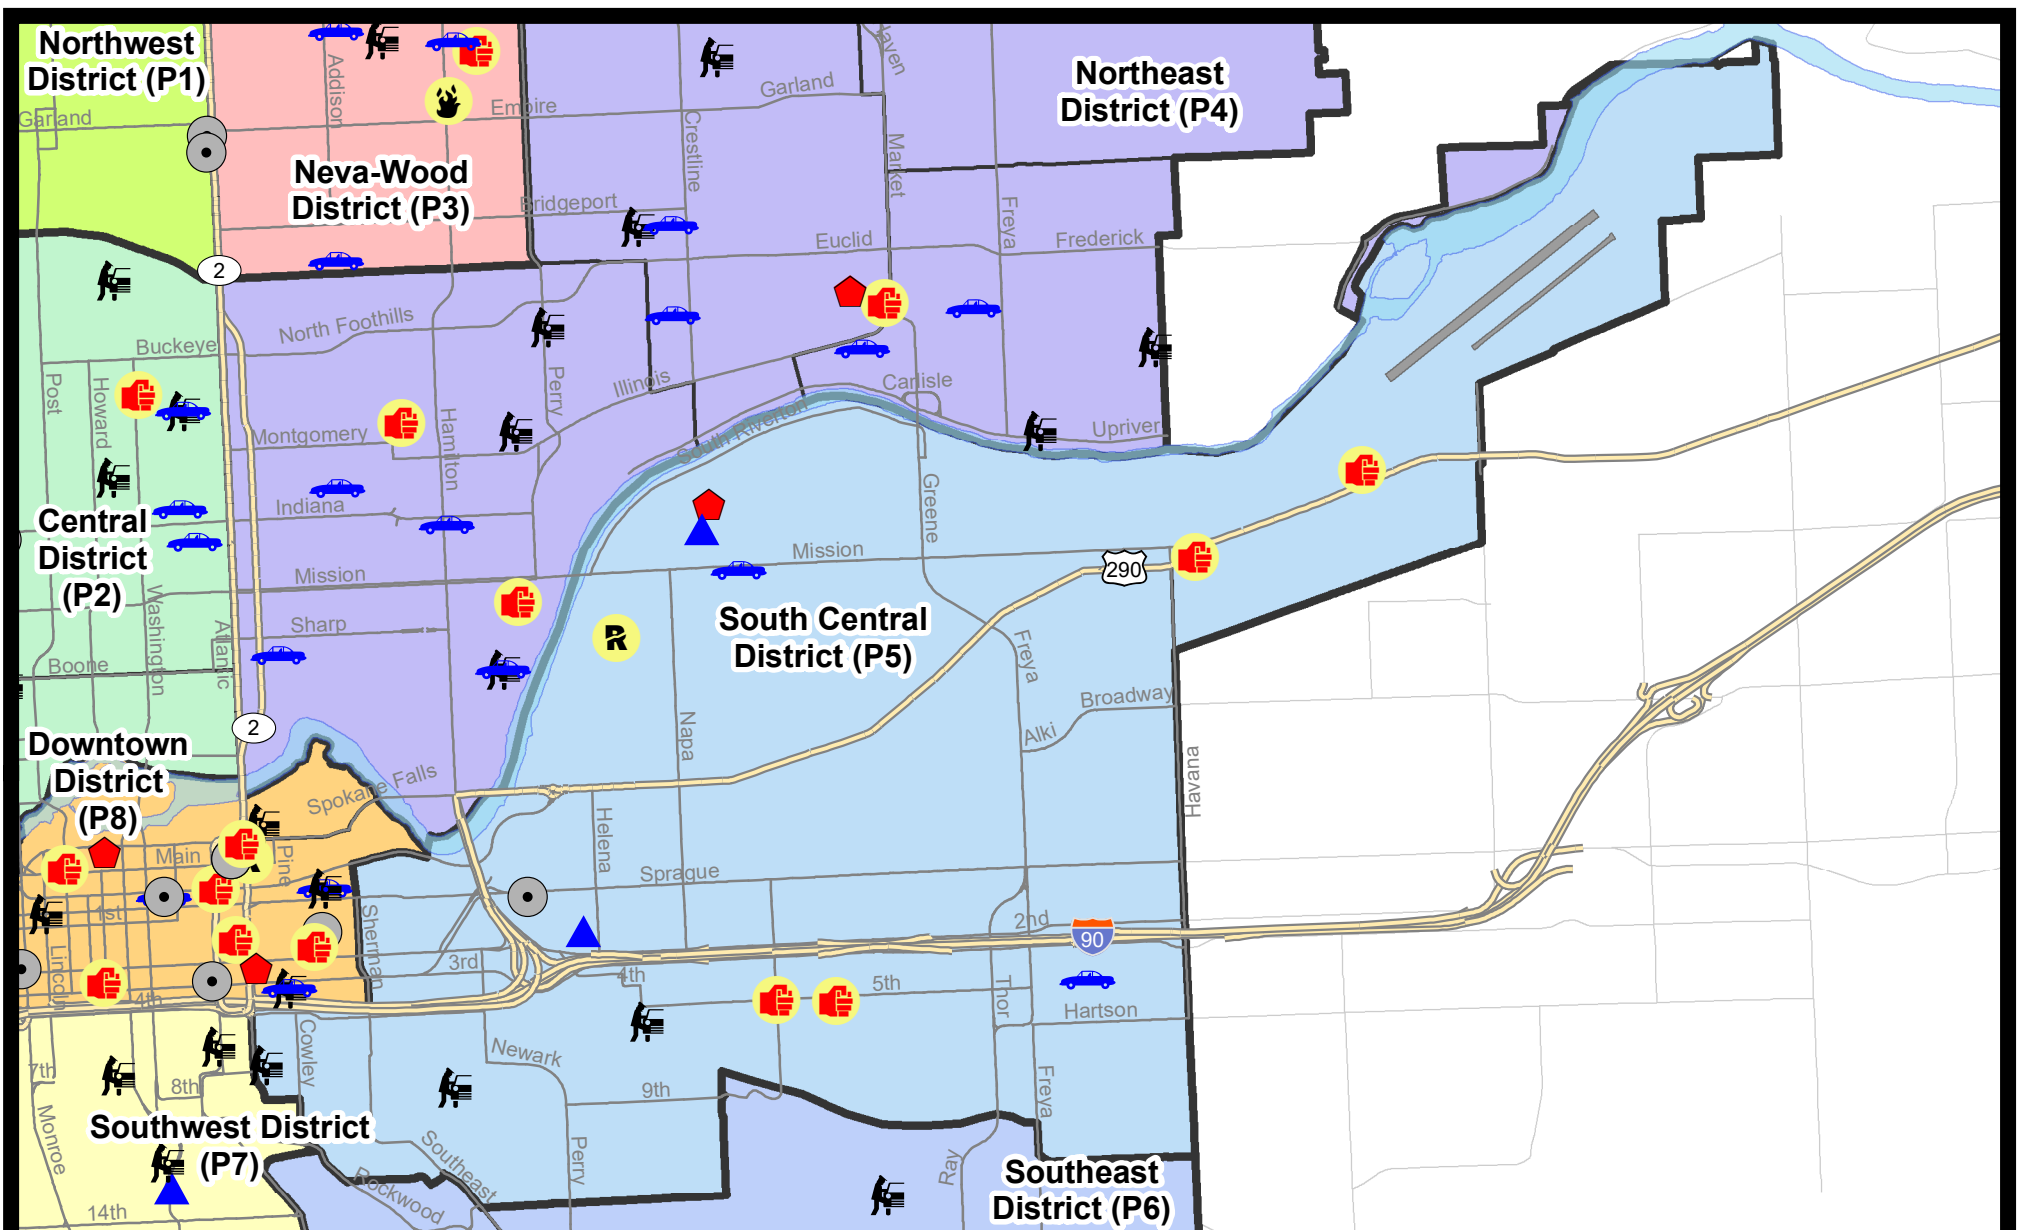 Northwest
District (P1)
Northeast
District (P4)
Neva-Wood
District (P3)
Central
District
(P2)
South Central
District (P5)
Downtown
District
(P8)
Southwest District
(P7)
Southeast
District (P6)
Garland
Addison
Empire
Garland
Haven
Crestline
Market
Bridgeport
Euclid
Freya
Frederick
2
North Foothills
Buckeye
Post
Howard
Perry
Illinois
Carlisle
Hamilton
Montgomery
South Riverton
Upriver
Indiana
Greene
Mission
Mission
290
Washington
Atlantic
Sharp
Boone
Freya
Broadway
Napa
Alki
2
Havana
Spokane Falls
Helena
Main
Pine
Sprague
1st
Sherman
2nd
90
Lincoln
3rd
4th
4th
5th
Thor
Hartson
Cowley
Newark
7th
8th
9th
Freya
Monroe
Southeast
Perry
Ray
Rockwood
14th
R